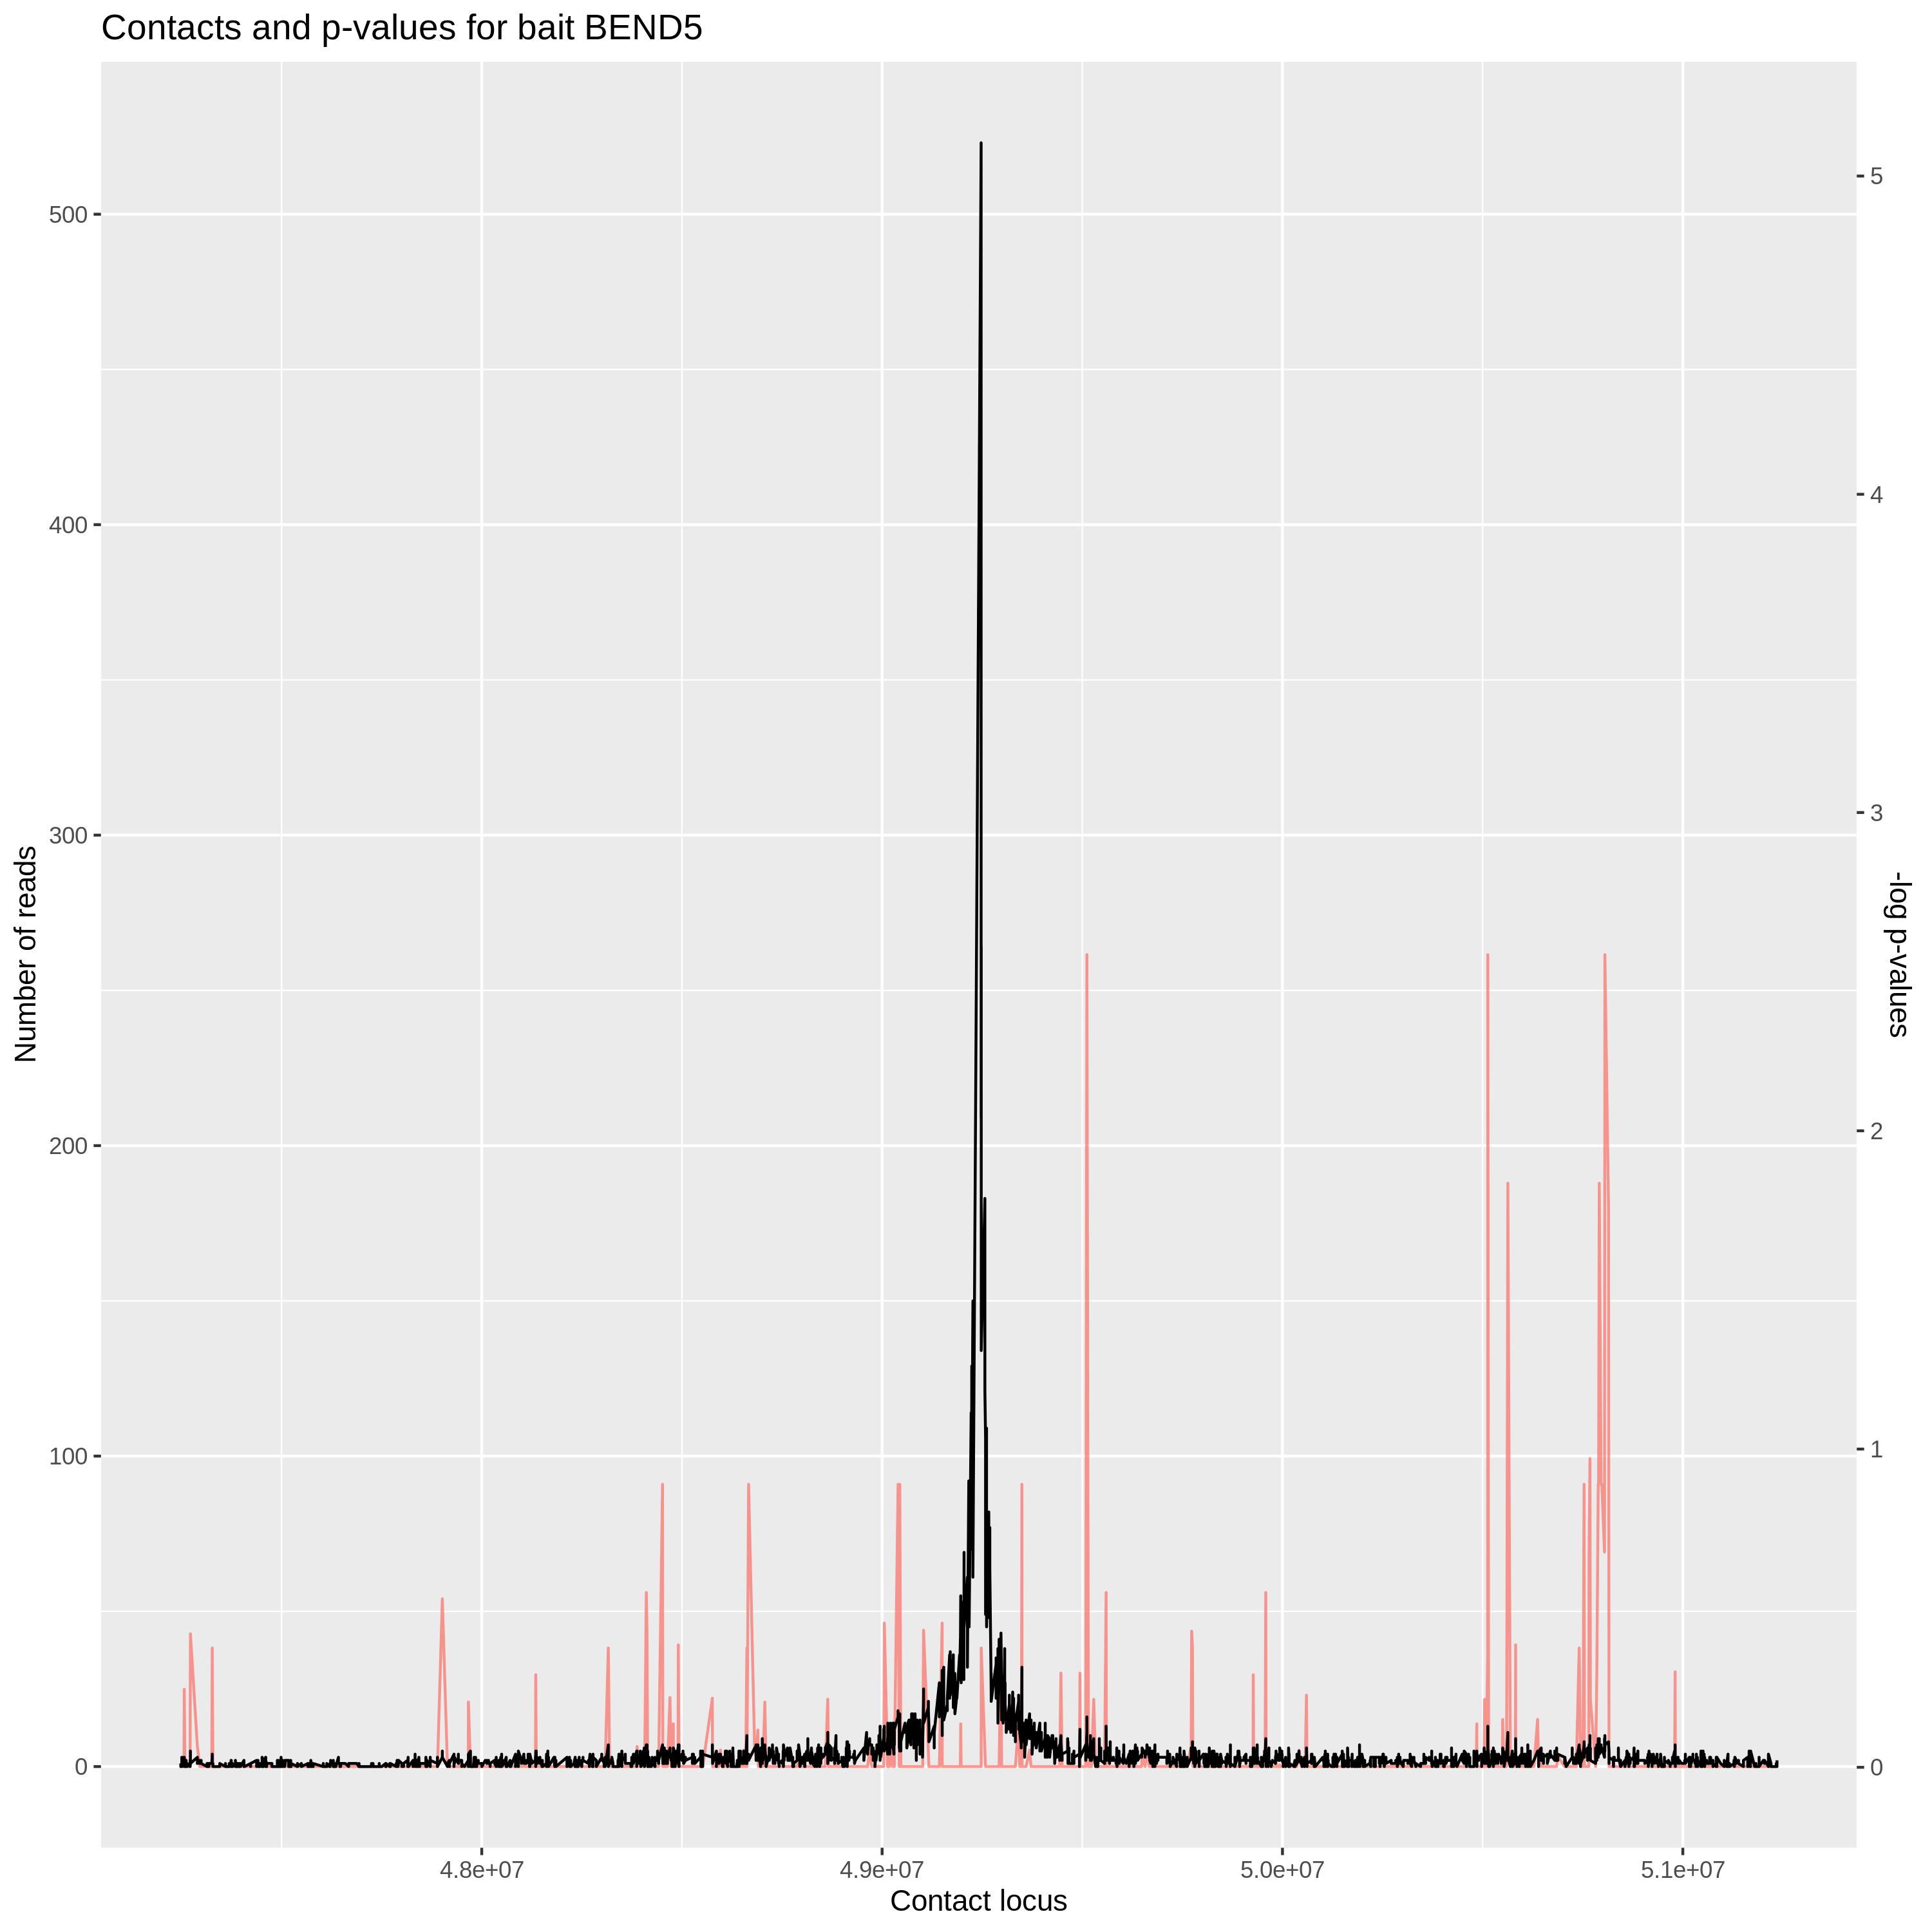 Contacts and p-values for bait BEND5
500
400
300
200
100
0
Number of reads
5
4
3
2
1
0
-log p-values
4.8e+07
4.9e+07
5.0e+07
5.1e+07
Contact locus